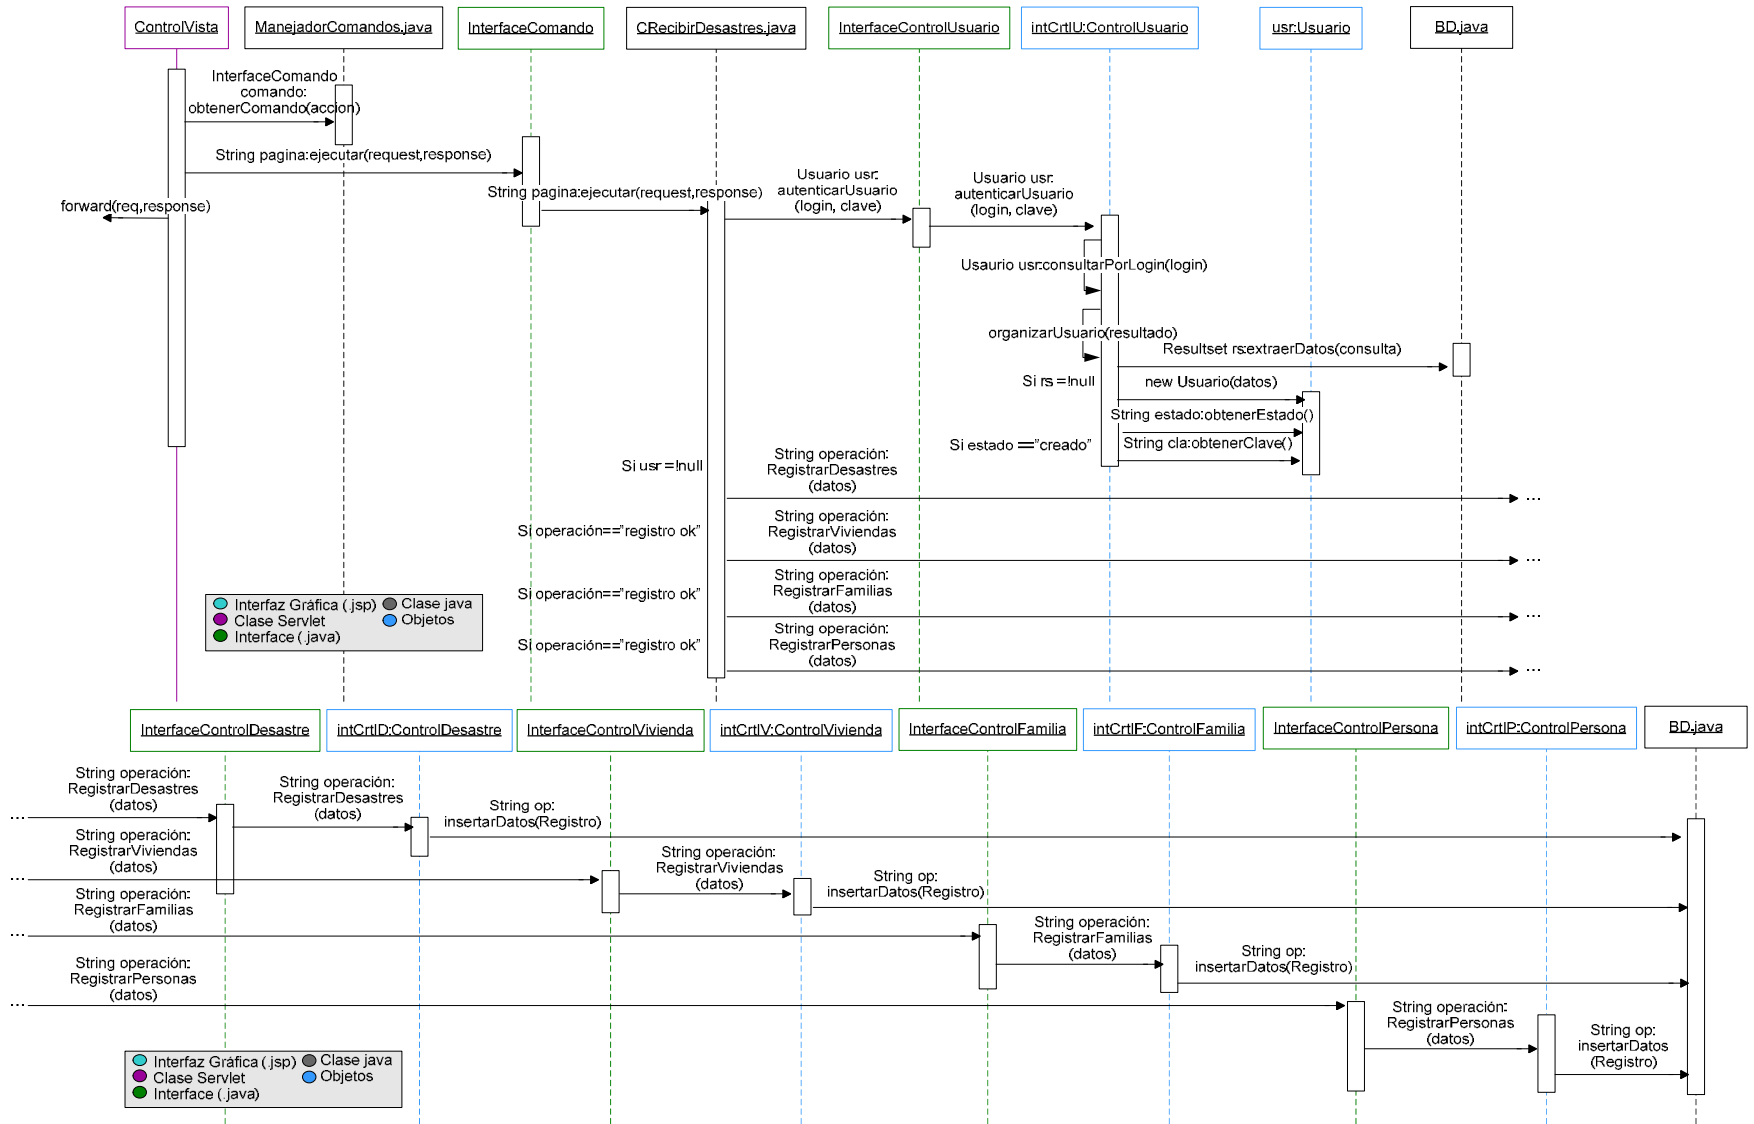 ControlVista
ManejadorComandos.java
InterfaceComando
CRecibirDesastres.java
InterfaceControlUsuario
intCrtlU:ControlUsuario
usr:Usuario
BD.java
InterfaceComando
comando:
obtenerComando(accion)
String pagina:ejecutar(request,response)
String pagina:ejecutar(request,response)
forward(req,response)
Usuario usr:
autenticarUsuario
(login, clave)
Usuario usr:
autenticarUsuario
(login, clave)
Usaurio usr:consultarPorLogin(login)
organizarUsuario(resultado)
Resultset rs:extraerDatos(consulta)
Si rs =!null
new Usuario(datos)
String estado:obtenerEstado()
Si estado =="creado"
String cla:obtenerClave()
Si usr =!null
String operación:
RegistrarDesastres
(datos)
...
Si operación=="registro ok"
String operación:
RegistrarViviendas
(datos)
...
Si operación=="registro ok"
String operación:
RegistrarFamilias
(datos)
...
Si operación=="registro ok"
String operación:
RegistrarPersonas
(datos)
...
Interfaz Gráfica (.jsp)
Clase java
Clase Servlet
Objetos
Interface (.java)
InterfaceControlDesastre
intCrtlD:ControlDesastre
InterfaceControlVivienda
intCrtlV:ControlVivienda
InterfaceControlFamilia
intCrtlF:ControlFamilia
InterfaceControlPersona
intCrtlP:ControlPersona
BD.java
String operación:
RegistrarDesastres
(datos)
...
String operación:
RegistrarDesastres
(datos)
String op:
insertarDatos(Registro)
String operación:
RegistrarViviendas
(datos)
...
String operación:
RegistrarViviendas
(datos)
String op:
insertarDatos(Registro)
String operación:
RegistrarFamilias
(datos)
...
String operación:
RegistrarFamilias
(datos)
String op:
insertarDatos(Registro)
String operación:
RegistrarPersonas
(datos)
...
String operación:
RegistrarPersonas
(datos)
String op:
insertarDatos
(Registro)
Interfaz Gráfica (.jsp)
Clase java
Clase Servlet
Objetos
Interface (.java)